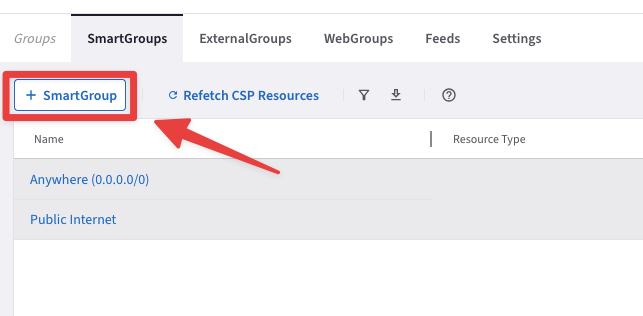 Groups SmartGroups ExternalGroups WebGroups Feeds Settings
+ SmartGroup Refetch CSP Resources
Name Resource Type
Anywhere (0.0.0.0/0)
Public Internet